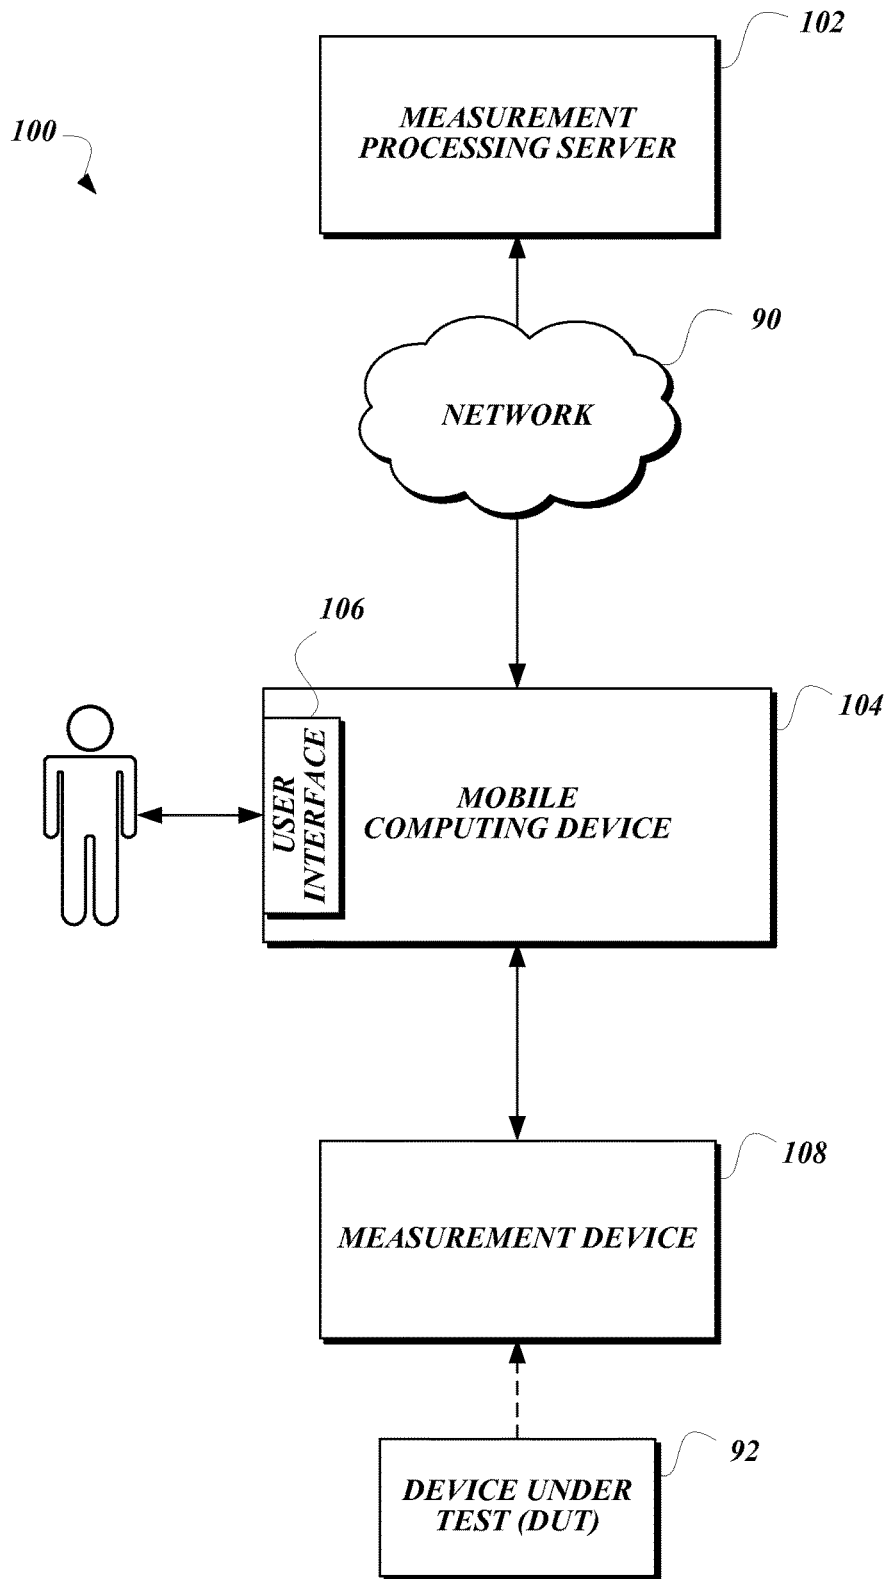 102
MEASUREMENT
PROCESSING SERVER
100
90
NETWORK
106
104
USER
INTERFACE
MOBILE
COMPUTING DEVICE
108
MEASUREMENT DEVICE
92
DEVICE UNDER
TEST (DUT)